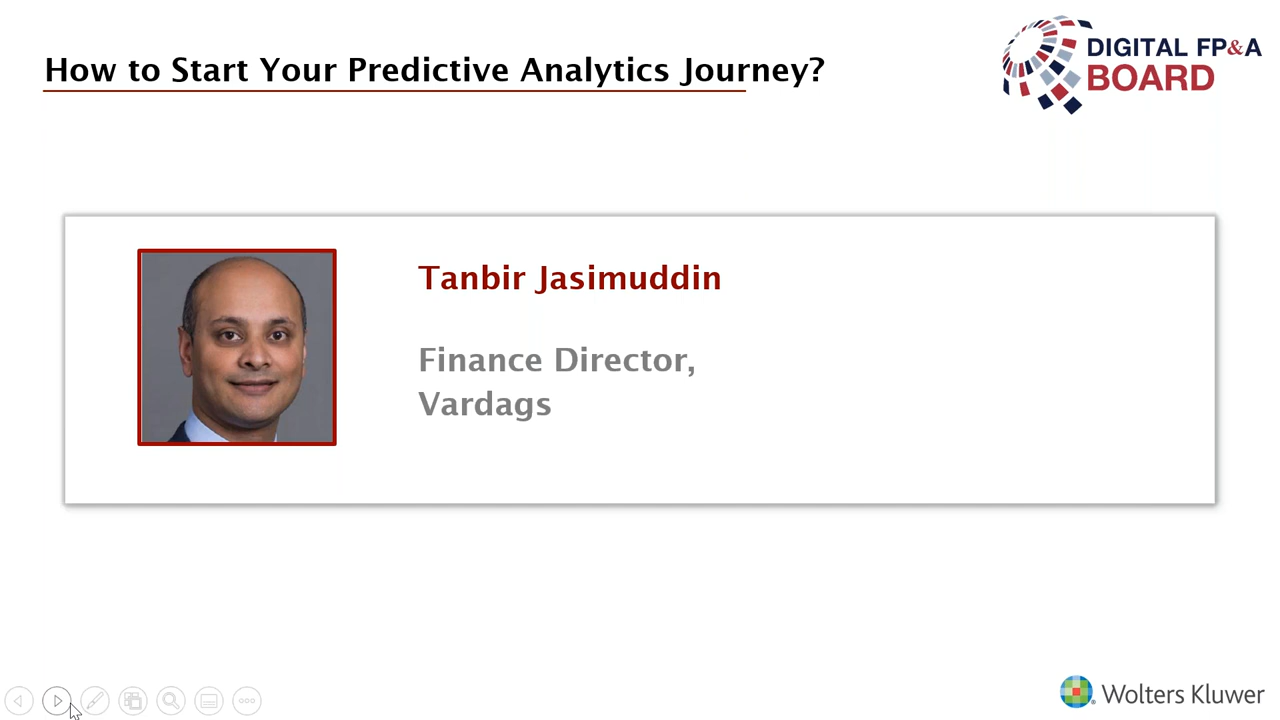 How to Start Your Predictive Analytics Journey?
DIGITAL FP&A
BOARD
Tanbir Jasimuddin
Finance Director,
Vardags
Wolters Kluwer